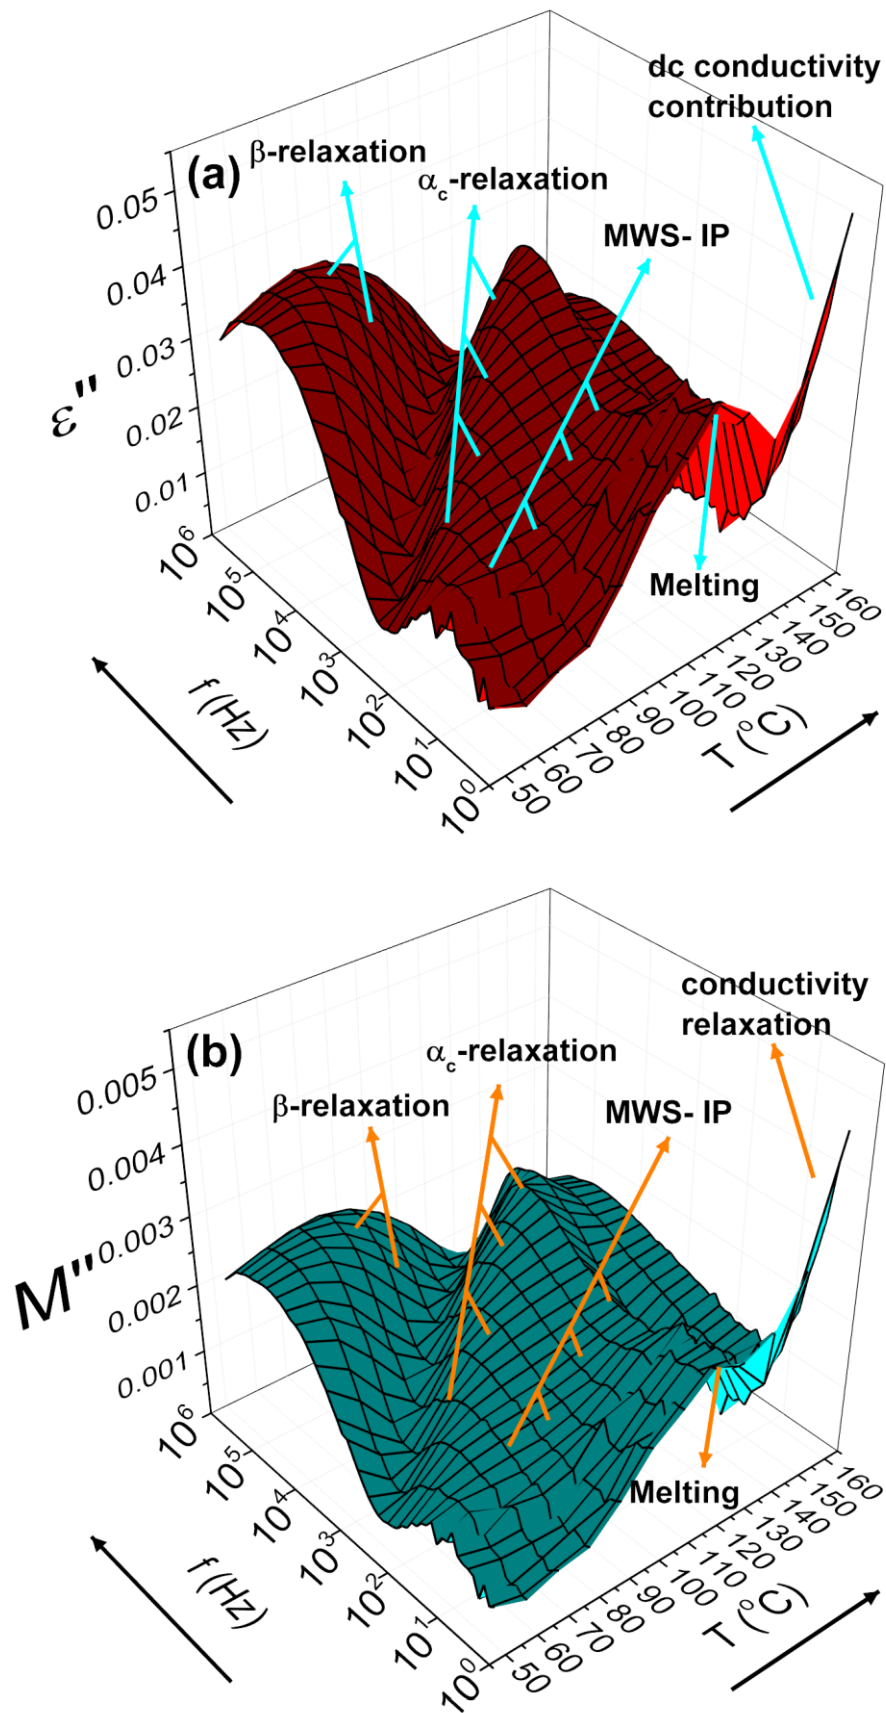 (a)
β-relaxation
αc-relaxation
MWS- IP
dc conductivity
contribution
Melting
ε''
0.05
0.04
0.03
0.02
0.01
10⁶
10⁵
10⁴
10³
10²
10¹
10⁰
f (Hz)
50
60
70
80
90
100
110
120
130
140
150
160
T (°C)
(b)
β-relaxation
αc-relaxation
MWS- IP
conductivity
relaxation
Melting
M''
0.005
0.004
0.003
0.002
0.001
10⁶
10⁵
10⁴
10³
10²
10¹
10⁰
f (Hz)
50
60
70
80
90
100
110
120
130
140
150
160
T (°C)